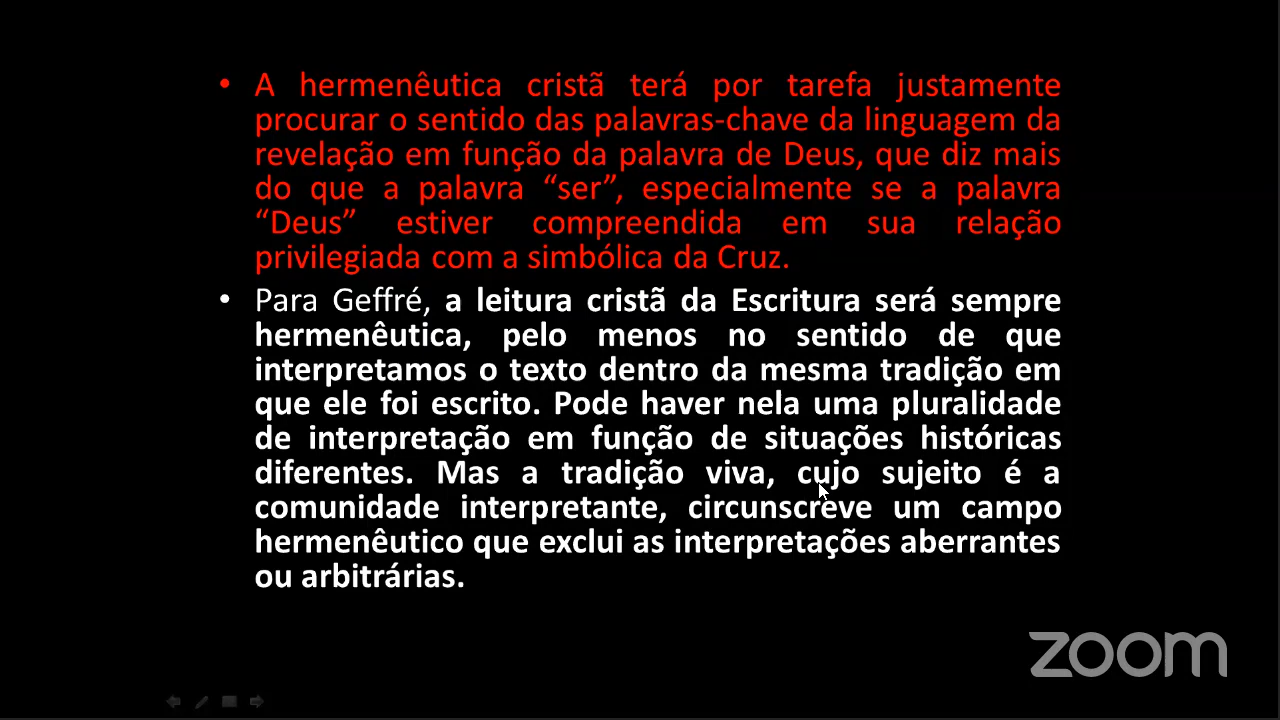 • A hermenêutica cristã terá por tarefa justamente
procurar o sentido das palavras-chave da linguagem da
revelação em função da palavra de Deus, que diz mais
do que a palavra “ser”, especialmente se a palavra
“Deus” estiver compreendida em sua relação
privilegiada com a simbólica da Cruz.
• Para Geffré, a leitura cristã da Escritura será sempre
hermenêutica, pelo menos no sentido de que
interpretamos o texto dentro da mesma tradição em
que ele foi escrito. Pode haver nela uma pluralidade
de interpretação em função de situações históricas
diferentes. Mas a tradição viva, cujo sujeito é a
comunidade interpretante, circunscreve um campo
hermenêutico que exclui as interpretações aberrantes
ou arbitrárias.
zoom